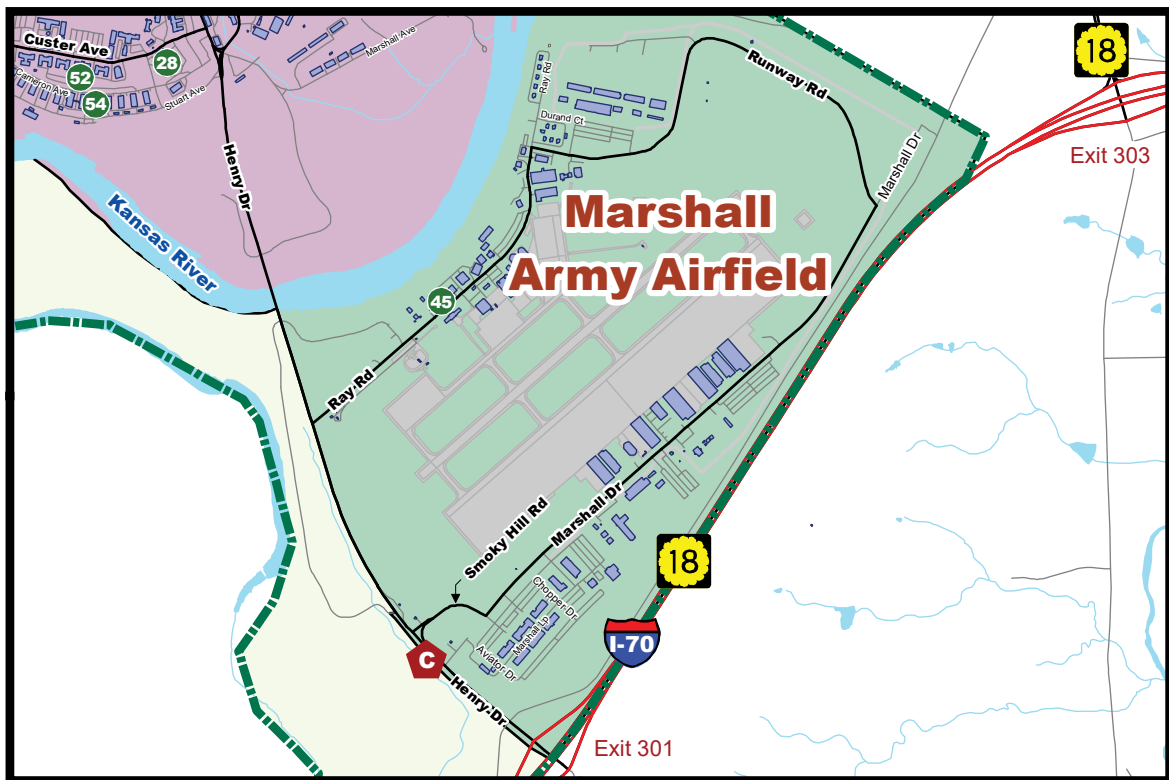 Custer Ave
52
28
54
Cameron Ave
Stuart Ave
Marshall Ave
Henry Dr
Kansas River
Ray Rd
Durand Ct
Runway Rd
Marshall Dr
18
Exit 303
Marshall
Army Airfield
45
Ray Rd
Smoky Hill Rd
Marshall Dr
18
I-70
Chopper Dr
Marshall Lp
Aviator Dr
C
Henry Dr
Exit 301